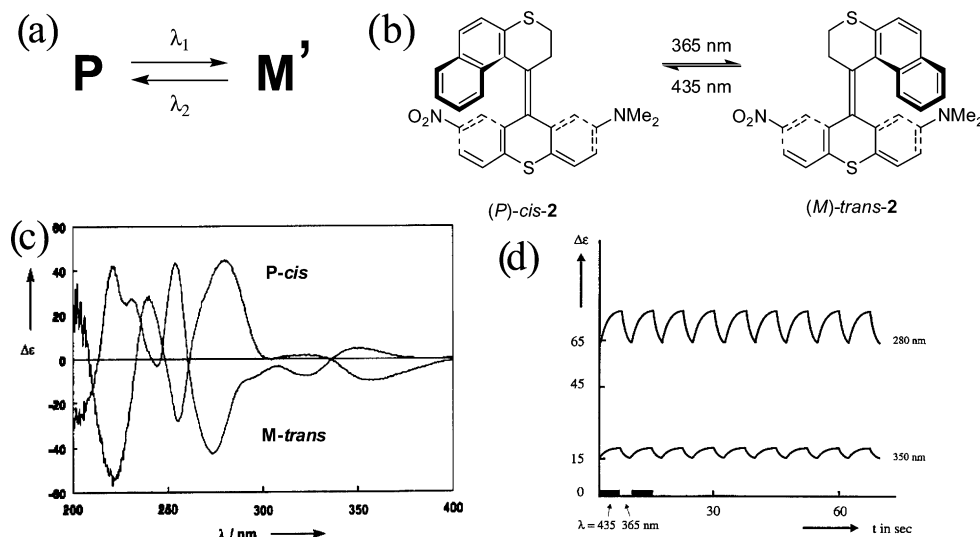 (a)
P
λ1
λ2
M'
(b)
S
O2N
NMe2
S
(P)-cis-2
365 nm
435 nm
S
O2N
NMe2
S
(M)-trans-2
(c)
60
40
20
0
-20
-40
-60
Δε
P-cis
M-trans
200
250
300
350
400
λ / nm
(d)
Δε
65
45
15
0
280 nm
350 nm
λ = 435
365 nm
30
60
t in sec